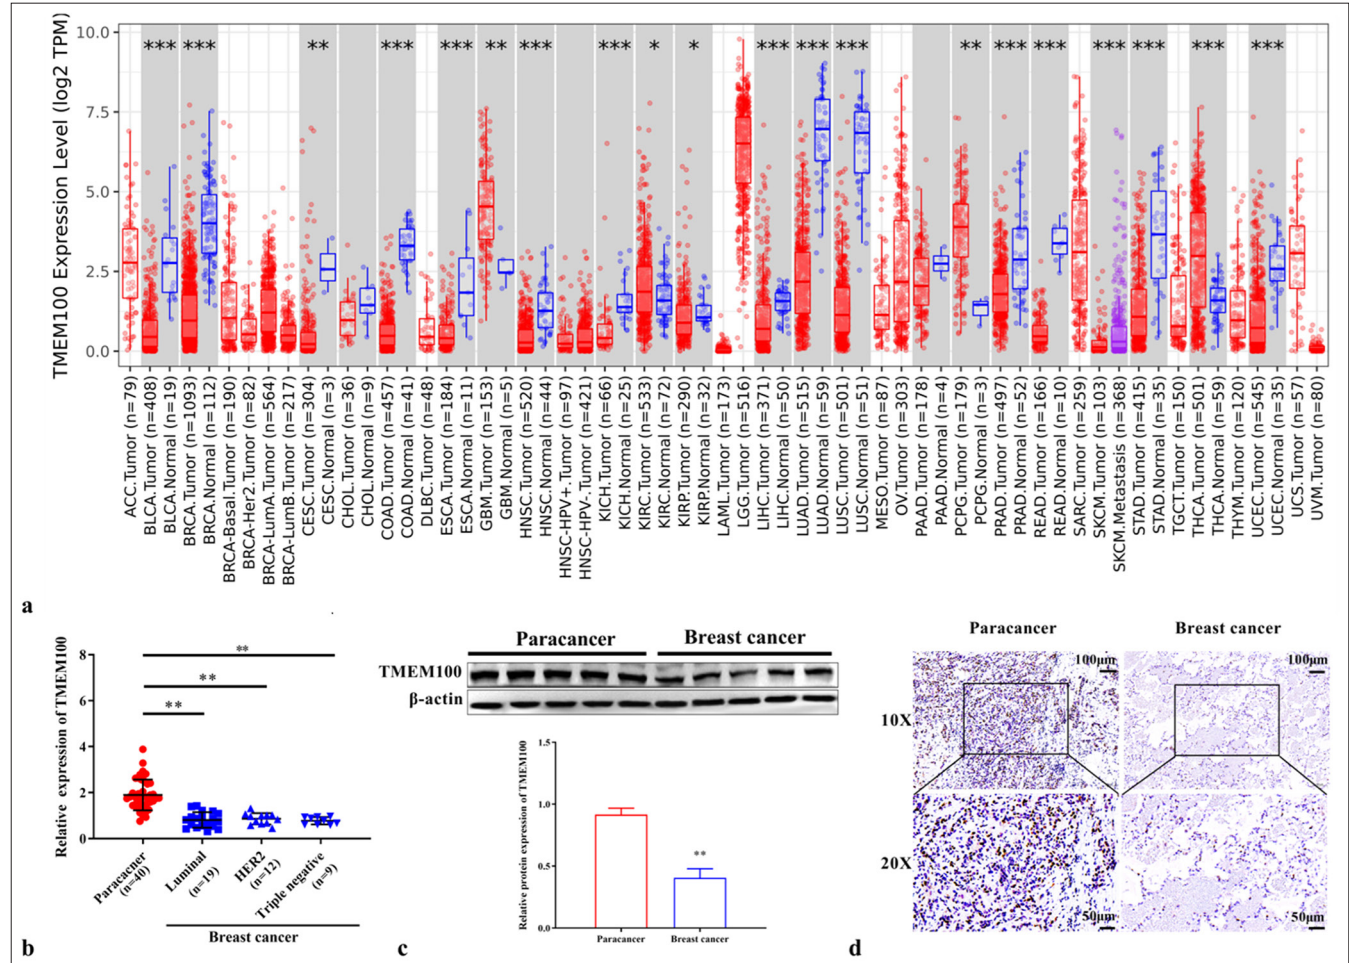 TMEM100 Expression Level (log2 TPM)
10.0
7.5
5.0
2.5
0.0
*** *** ** *** *** ** *** *** * * *** *** *** ** *** *** *** *** *** ***
ACC.Tumor (n=79)
BLCA.Tumor (n=408)
BLCA.Normal (n=19)
BRCA.Tumor (n=1093)
BRCA.Normal (n=112)
BRCA-Basal.Tumor (n=190)
BRCA-Her2.Tumor (n=82)
BRCA-LumA.Tumor (n=564)
BRCA-LumB.Tumor (n=217)
CESC.Tumor (n=304)
CESC.Normal (n=3)
CHOL.Tumor (n=36)
CHOL.Normal (n=9)
COAD.Tumor (n=457)
COAD.Normal (n=41)
DLBC.Tumor (n=48)
ESCA.Tumor (n=184)
ESCA.Normal (n=11)
GBM.Tumor (n=153)
GBM.Normal (n=5)
HNSC.Tumor (n=520)
HNSC.Normal (n=44)
HNSC-HPV+.Tumor (n=97)
HNSC-HPV-.Tumor (n=421)
KICH.Tumor (n=66)
KICH.Normal (n=25)
KIRC.Tumor (n=533)
KIRC.Normal (n=72)
KIRP.Tumor (n=290)
KIRP.Normal (n=32)
LAML.Tumor (n=173)
LGG.Tumor (n=516)
LIHC.Tumor (n=371)
LIHC.Normal (n=50)
LUAD.Tumor (n=515)
LUAD.Normal (n=59)
LUSC.Tumor (n=501)
LUSC.Normal (n=51)
MESO.Tumor (n=87)
OV.Tumor (n=303)
PAAD.Tumor (n=178)
PAAD.Normal (n=4)
PCPG.Tumor (n=179)
PCPG.Normal (n=3)
PRAD.Tumor (n=497)
PRAD.Normal (n=52)
READ.Tumor (n=166)
READ.Normal (n=10)
SARC.Tumor (n=259)
SKCM.Tumor (n=103)
SKCM.Metastasis (n=368)
STAD.Tumor (n=415)
STAD.Normal (n=35)
TGCT.Tumor (n=150)
THCA.Tumor (n=501)
THCA.Normal (n=59)
THYM.Tumor (n=120)
UCEC.Tumor (n=545)
UCEC.Normal (n=35)
UCS.Tumor (n=57)
UVM.Tumor (n=80)
a
Relative expression of TMEM100
8
6
4
2
0
**
**
**
Paracacner
(n=40)
Luminal
(n=19)
HER2
(n=12)
Triple negative
(n=9)
Breast cancer
b
Paracancer Breast cancer
TMEM100
β-actin
Relative protein expression of TMEM100
1.5
1.0
0.5
0.0
**
Paracancer Breast cancer
c
Paracancer Breast cancer
100μm 100μm
10X
20X
50μm 50μm
d